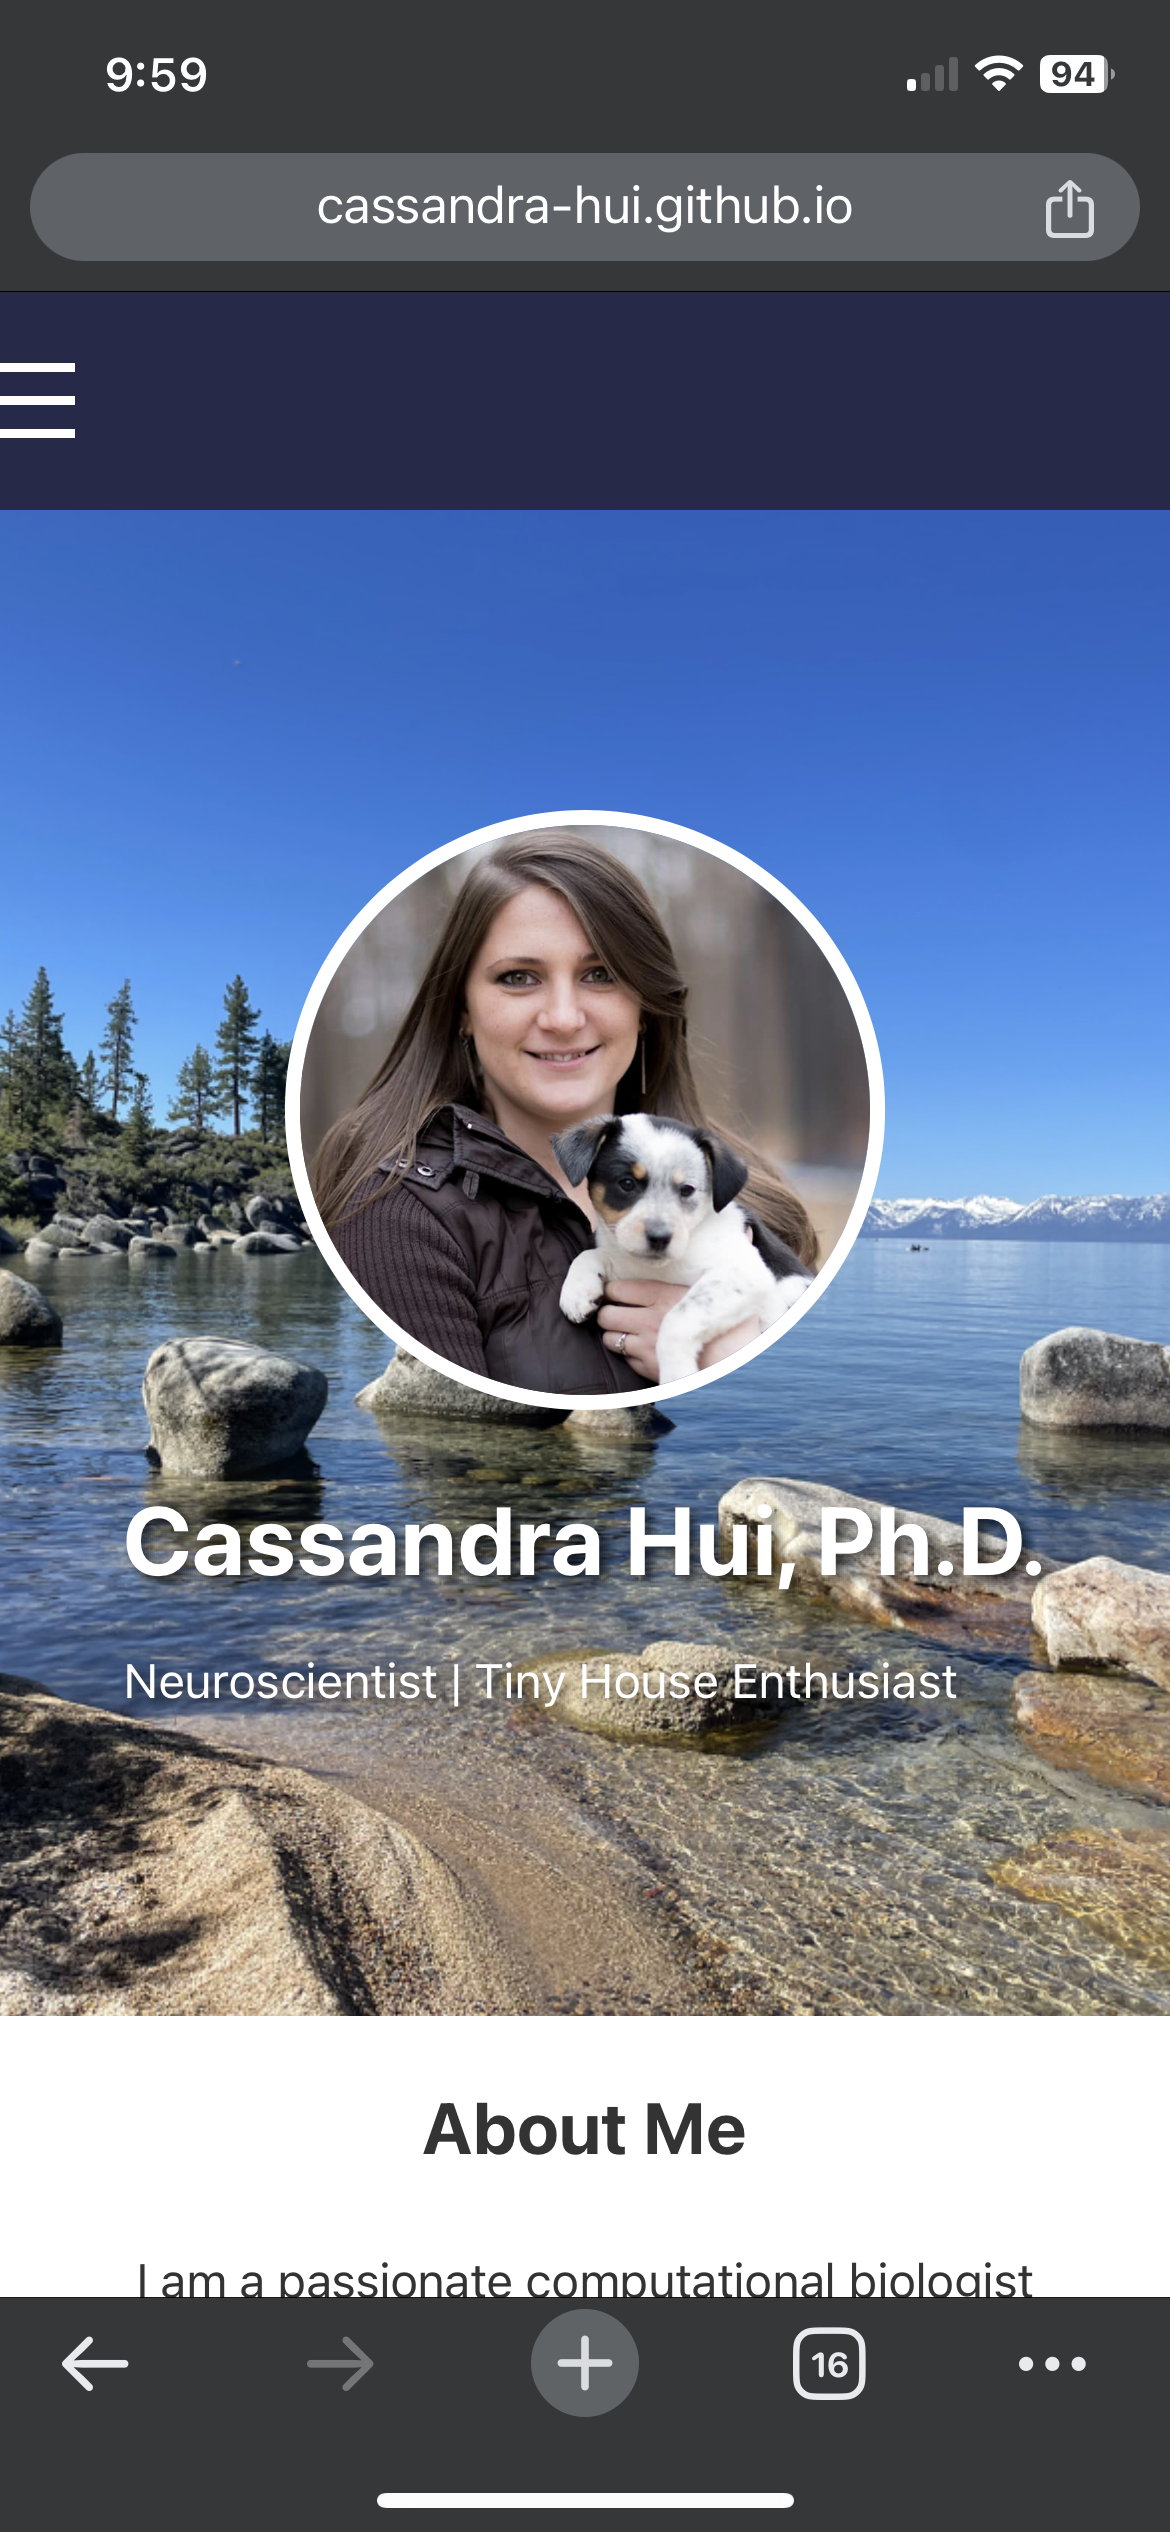 9:59
94
cassandra-hui.github.io
Cassandra Hui, Ph.D.
Neuroscientist | Tiny House Enthusiast
About Me
I am a passionate computational biologist
16